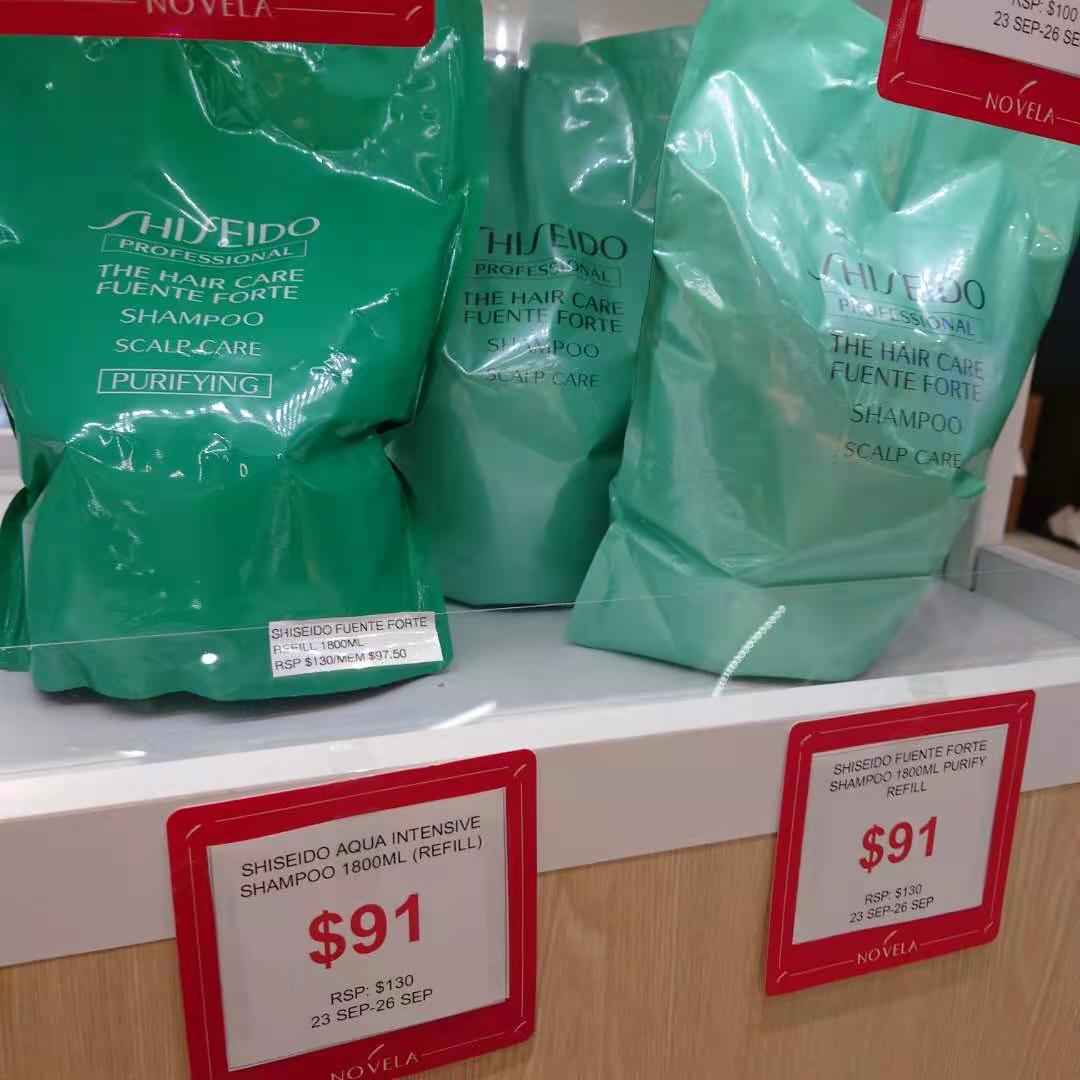 NOVELA
RSP: $100
23 SEP-26 SE
NOVELA
SHISEIDO
PROFESSIONAL
THE HAIR CARE
FUENTE FORTE
SHAMPOO
SCALP CARE
PURIFYING
SHISEIDO FUENTE FORTE
REFILL 1800ML
RSP $130/MEM $97.50
SHISEIDO
PROFESSIONAL
THE HAIR CARE
FUENTE FORTE
SHAMPOO
SCALP CARE
SHISEIDO
PROFESSIONAL
THE HAIR CARE
FUENTE FORTE
SHAMPOO
SCALP CARE
SHISEIDO AQUA INTENSIVE
SHAMPOO 1800ML (REFILL)
$91
RSP: $130
23 SEP-26 SEP
NOVELA
SHISEIDO FUENTE FORTE
SHAMPOO 1800ML PURIFY
REFILL
$91
RSP: $130
23 SEP-26 SEP
NOVELA